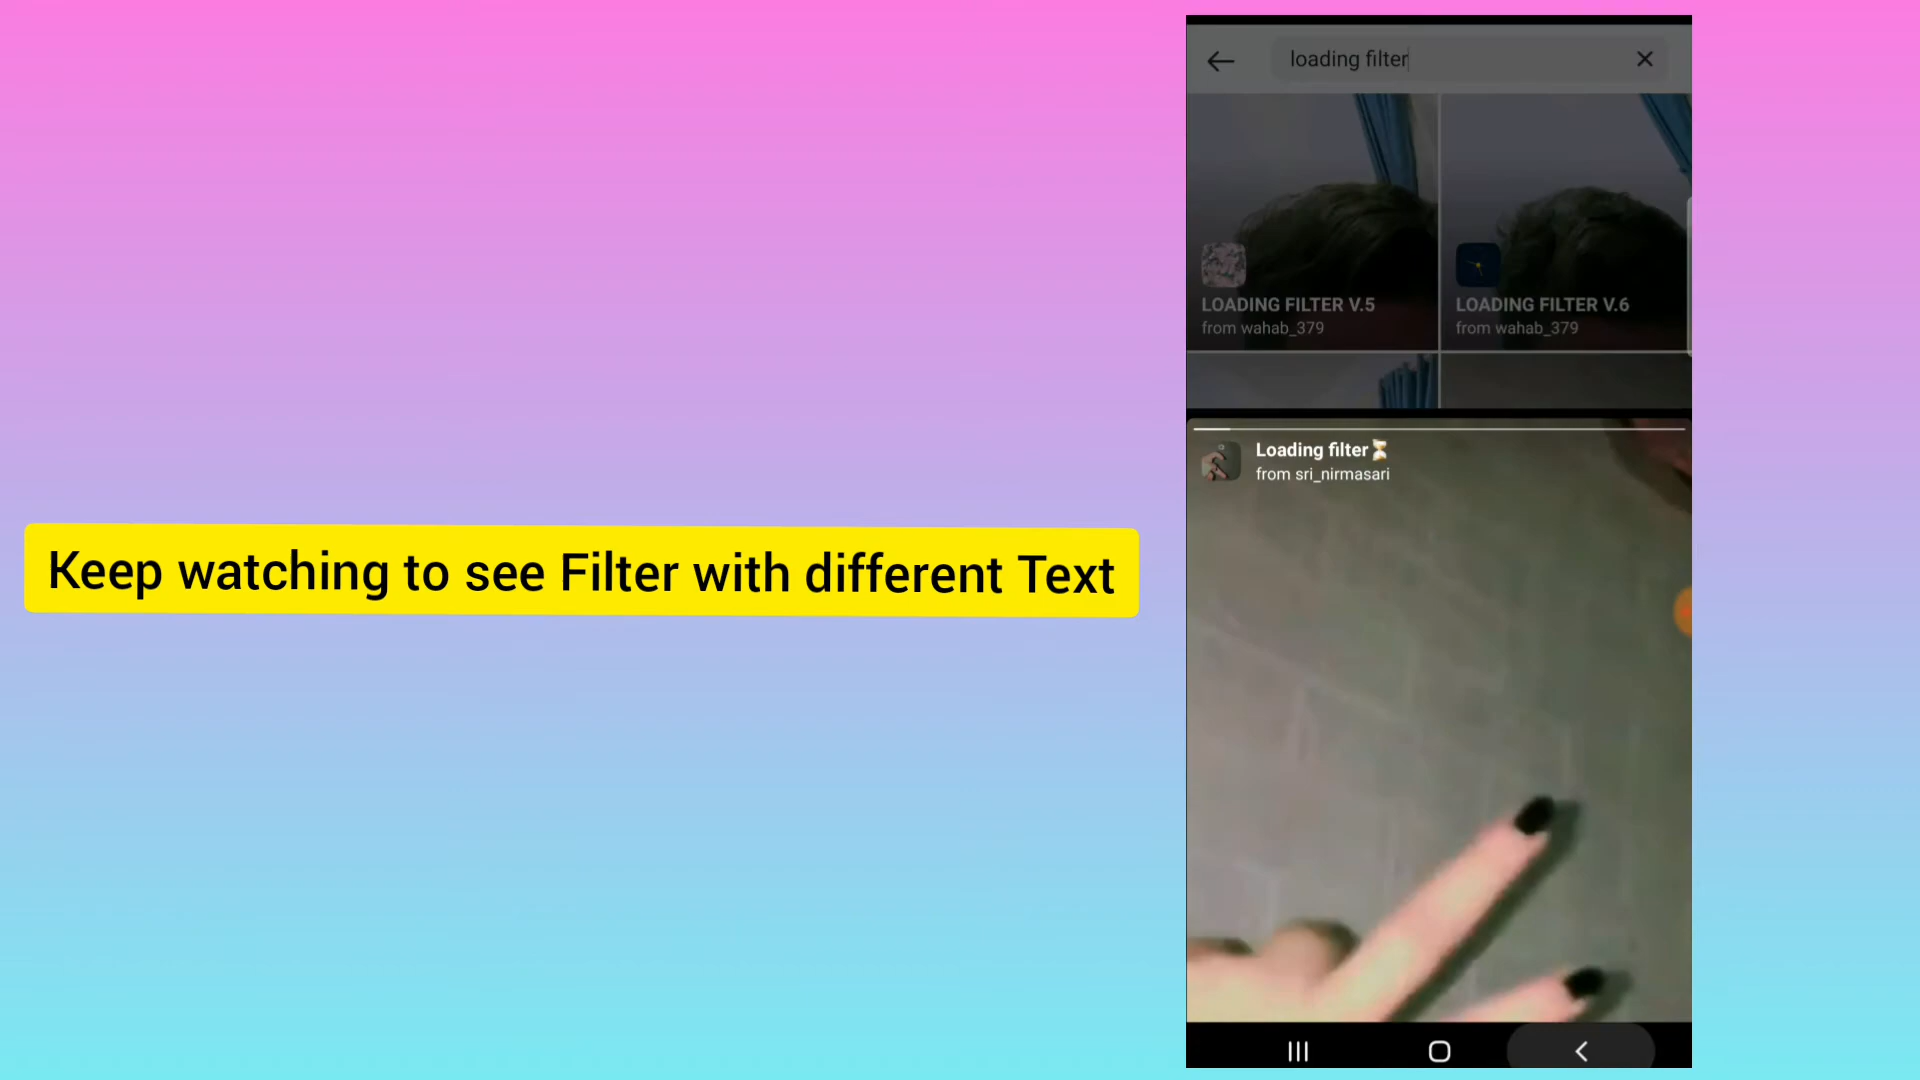 loading filter
LOADING FILTER V.5
from wahab_379
LOADING FILTER V.6
from wahab_379
Loading filter⏳
from sri_nirmasari
Keep watching to see Filter with different Text